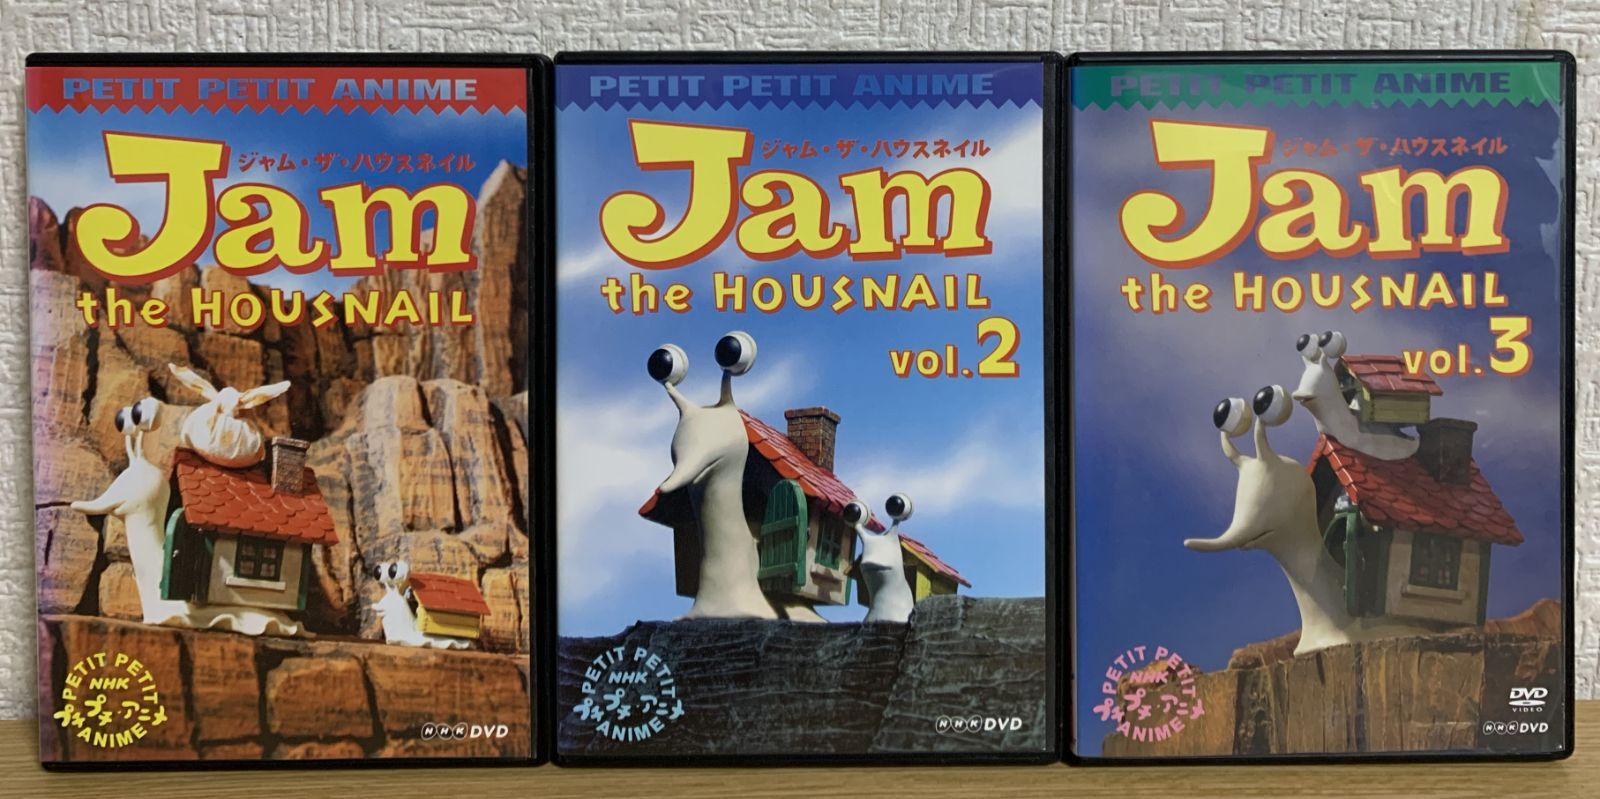 PETIT PETIT ANIME
Jam
ジャム・ザ・ハウスネイル
the HOUSNAIL
PETIT PETIT
NHK
プチプチ・アニメ
ANIME
NHK DVD
PETIT PETIT ANIME
Jam
ジャム・ザ・ハウスネイル
the HOUSNAIL
vol.2
PETIT PETIT
NHK
プチプチ・アニメ
ANIME
NHK DVD
PETIT PETIT ANIME
Jam
ジャム・ザ・ハウスネイル
the HOUSNAIL
vol.3
PETIT PETIT
NHK
プチプチ・アニメ
ANIME
DVD
VIDEO
NHK DVD